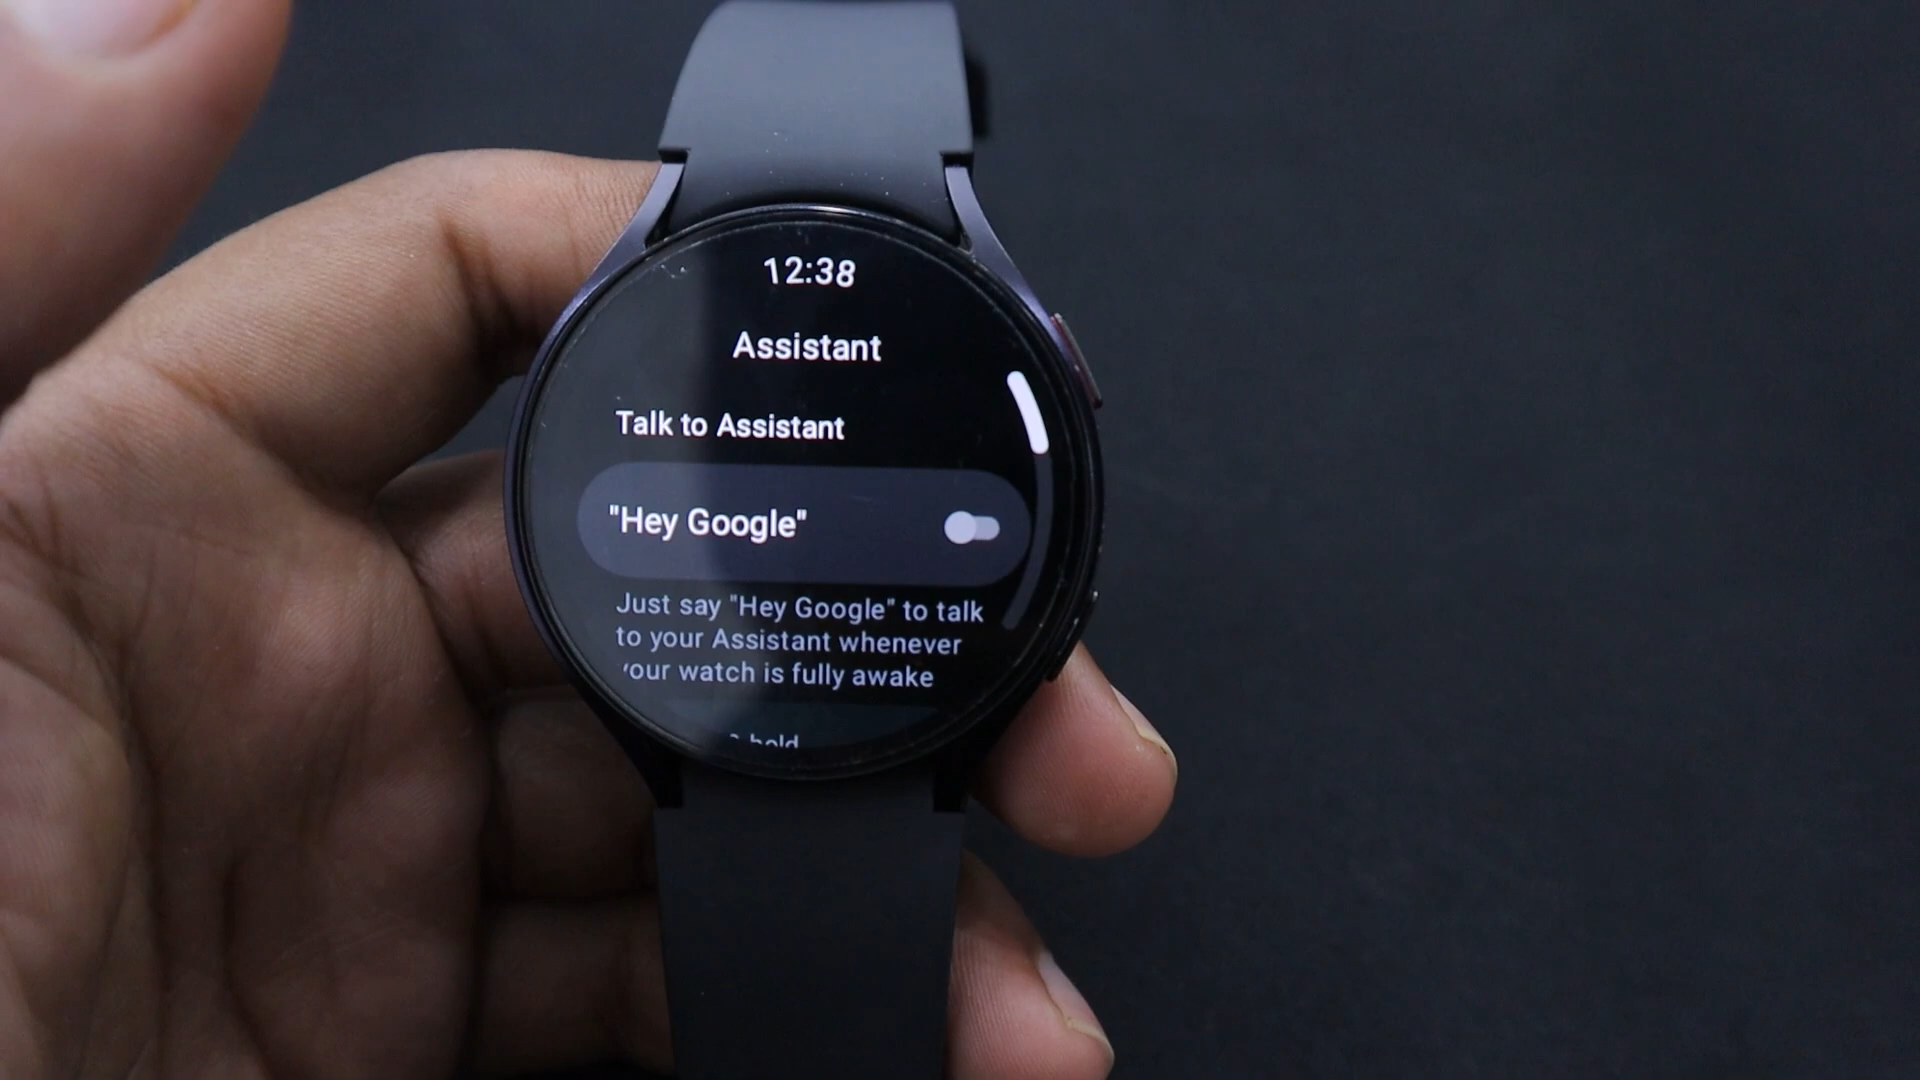 12:38
Assistant
Talk to Assistant
"Hey Google"
Just say "Hey Google" to talk
to your Assistant whenever
your watch is fully awake
hold